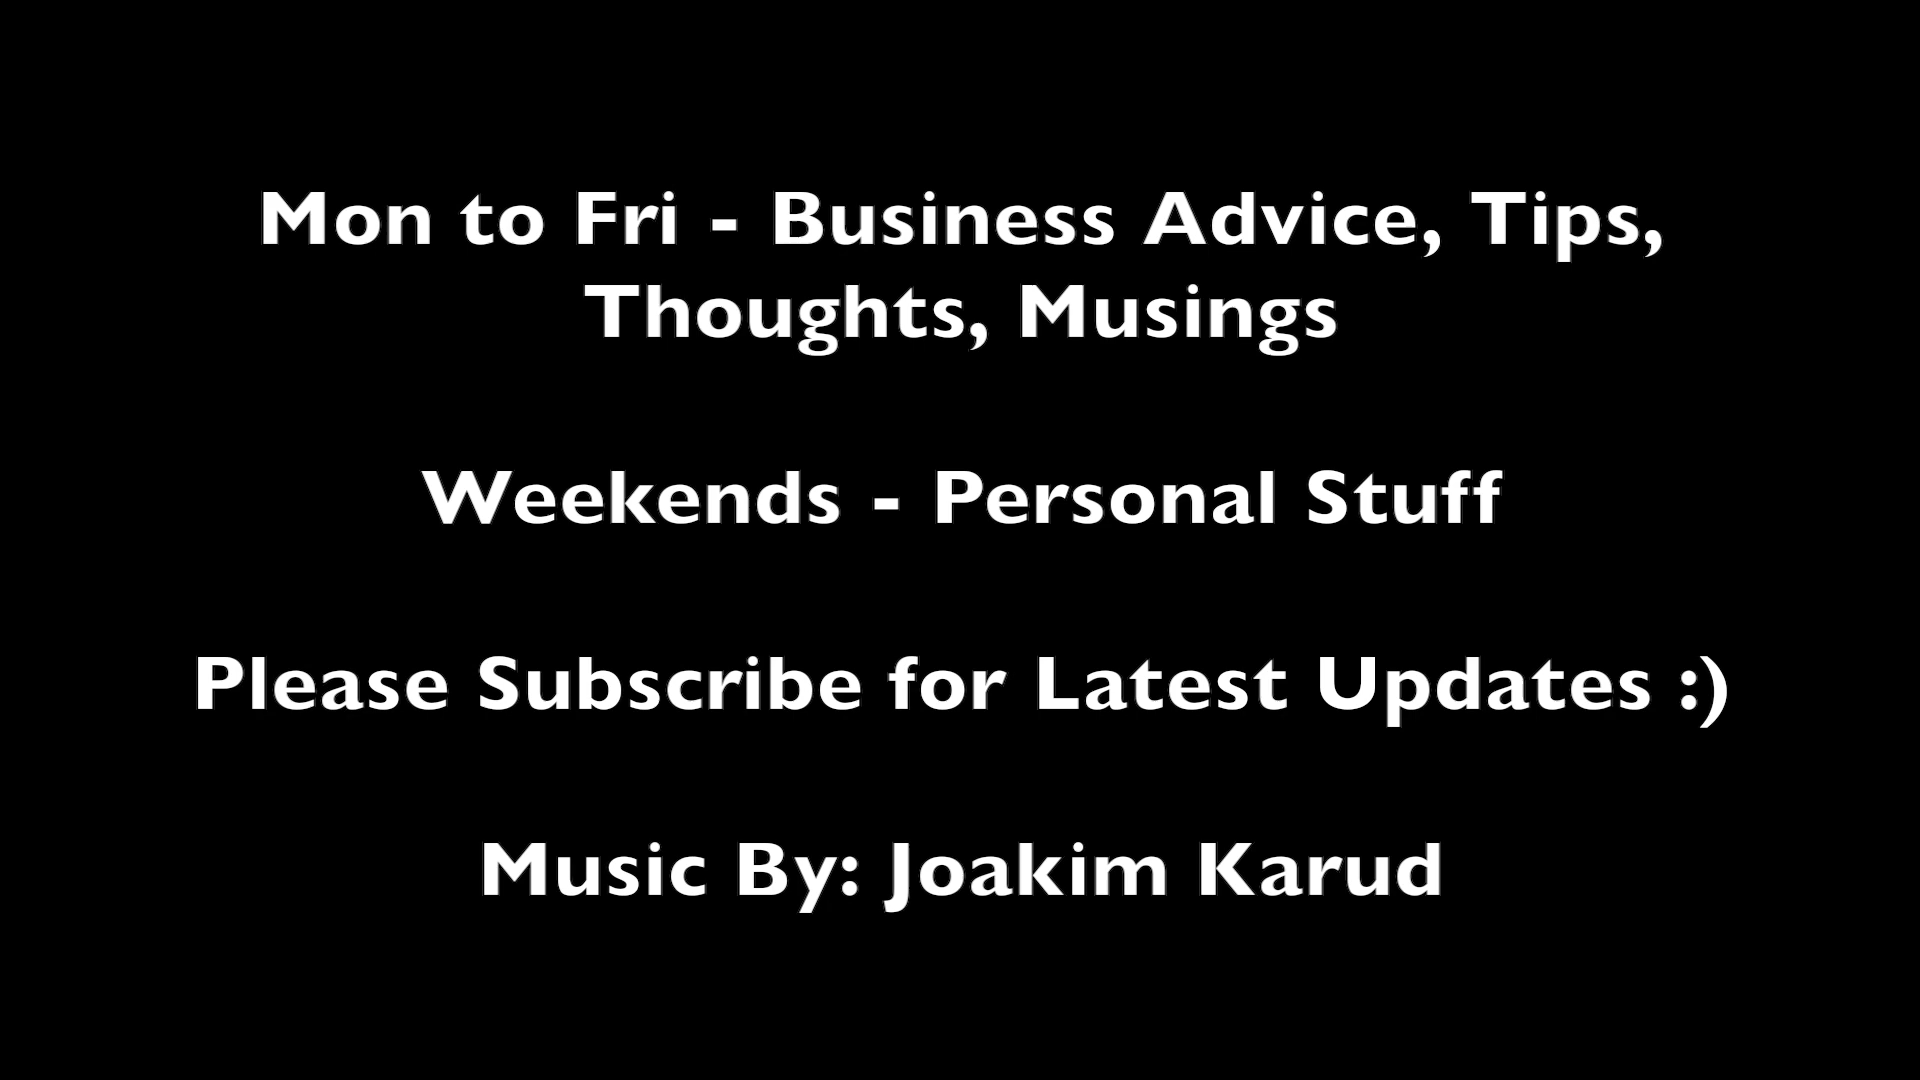 Mon to Fri - Business Advice, Tips,
Thoughts, Musings
Weekends - Personal Stuff
Please Subscribe for Latest Updates :)
Music By: Joakim Karud